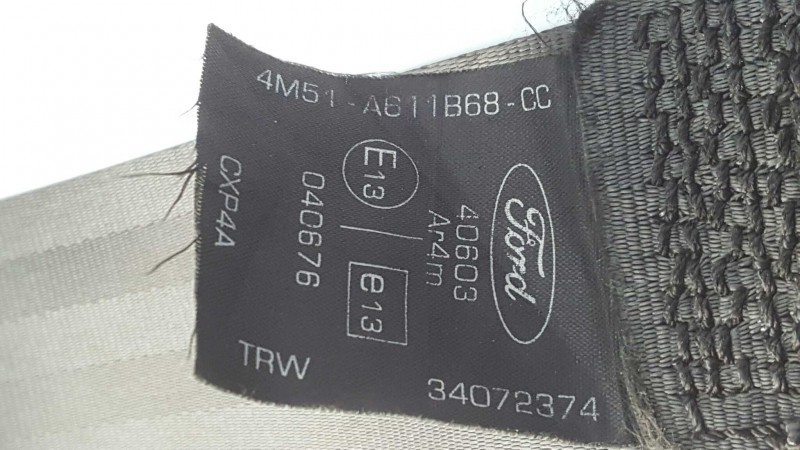 4M51-A611B68-CC
Ford
40603
Ar4m
E13
e13
040676
CXP4A
TRW
34072374